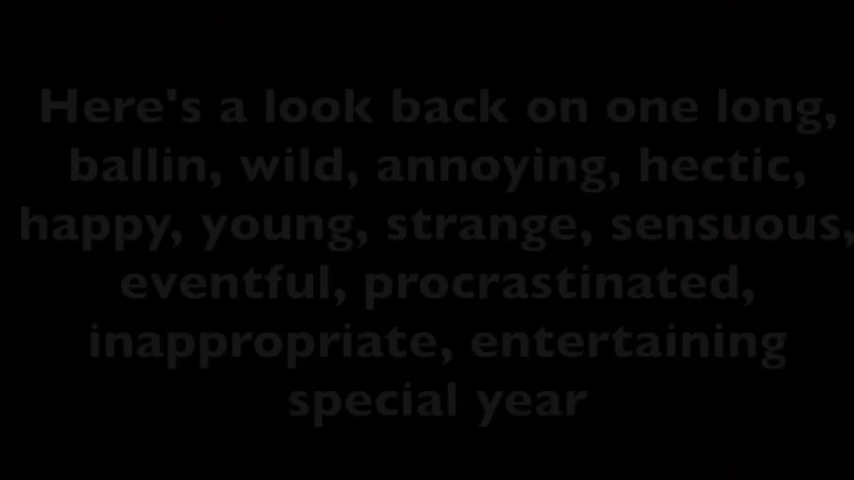 Here's a look back on one long,
ballin, wild, annoying, hectic,
happy, young, strange, sensuous,
eventful, procrastinated,
inappropriate, entertaining
special year